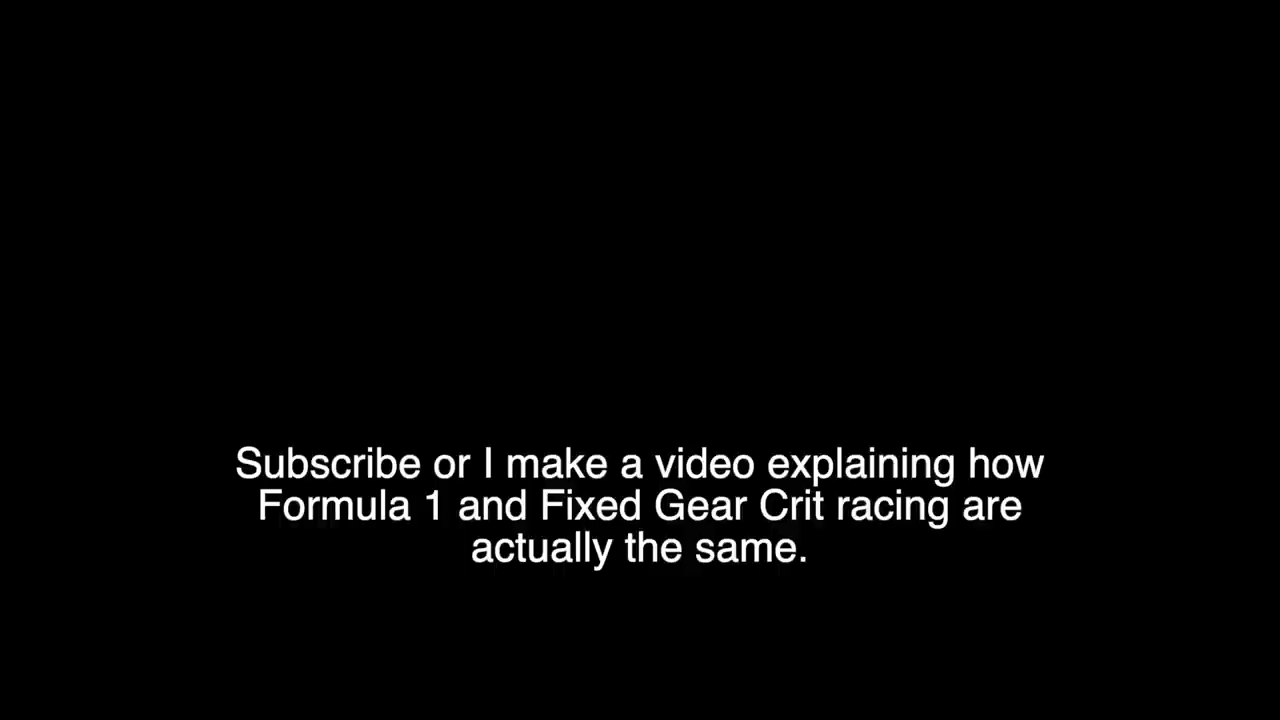 Subscribe or I make a video explaining how
Formula 1 and Fixed Gear Crit racing are
actually the same.